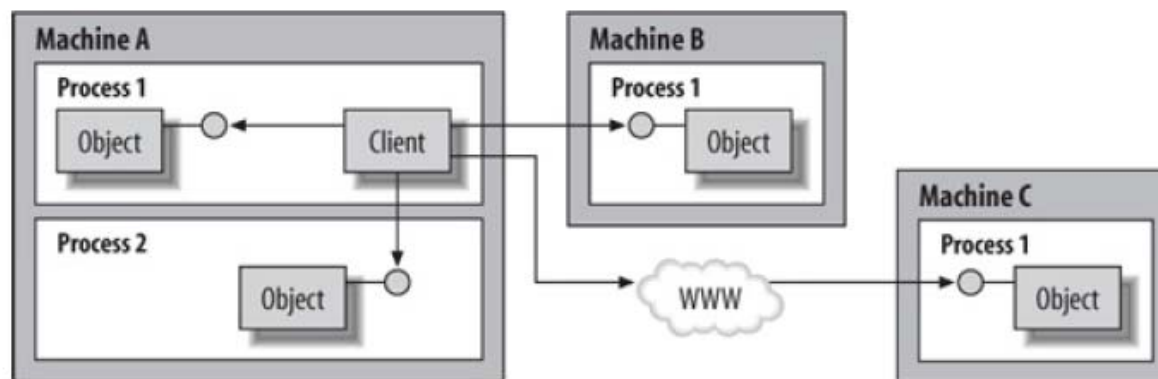 Machine A
Process 1
Object
Client
Process 2
Object
Machine B
Process 1
Object
WWW
Machine C
Process 1
Object